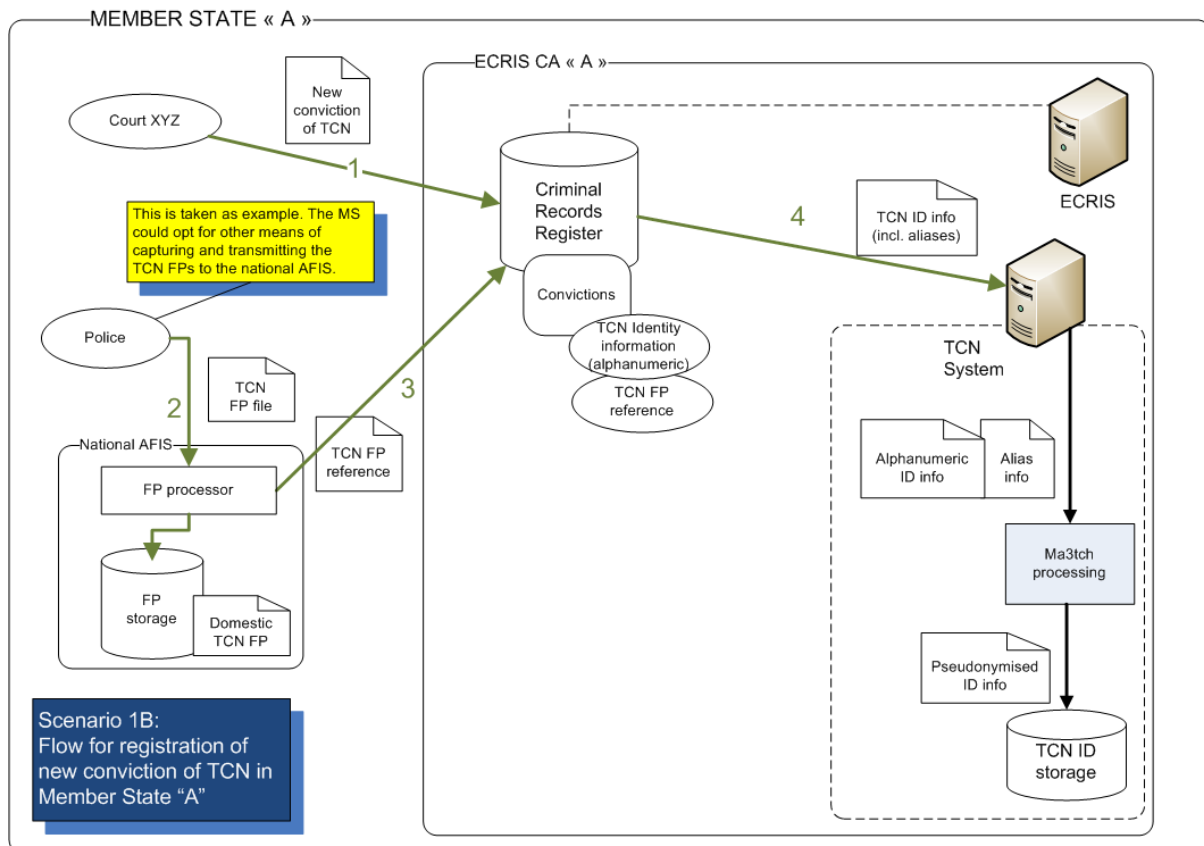 MEMBER STATE « A »
ECRIS CA « A »
New
conviction
of TCN
Court XYZ
1
Criminal
Records
Register
ECRIS
4
TCN ID info
(incl. aliases)
This is taken as example. The MS
could opt for other means of
capturing and transmitting the
TCN FPs to the national AFIS.
Convictions
TCN Identity
information
(alphanumeric)
TCN FP
reference
Police
2
TCN
FP file
3
TCN FP
reference
TCN
System
National AFIS
FP processor
FP
storage
Domestic
TCN FP
Alphanumeric
ID info
Alias
info
Ma3tch
processing
Pseudonymised
ID info
TCN ID
storage
Scenario 1B:
Flow for registration of
new conviction of TCN in
Member State “A”